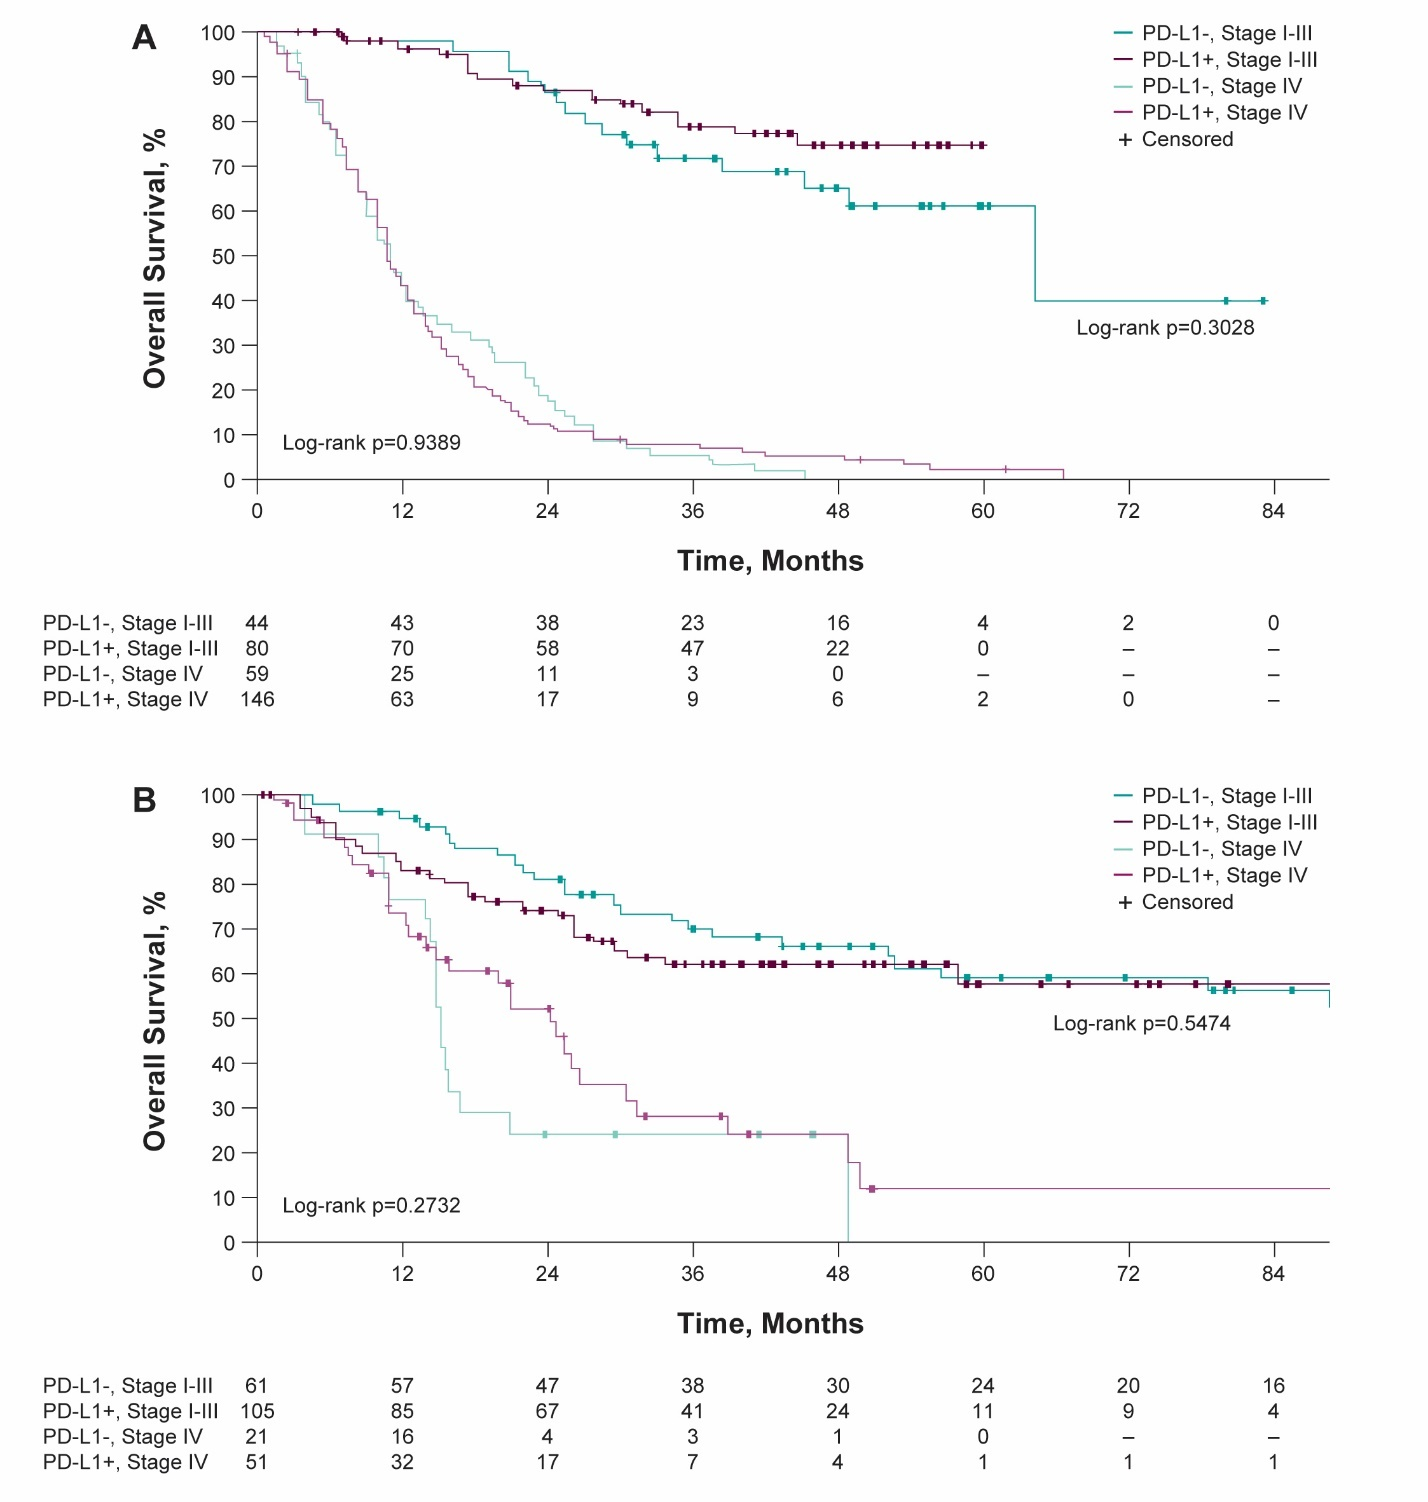 A
100
90
80
70
60
50
40
30
20
10
0
Overall Survival, %
PD-L1-, Stage I-III
PD-L1+, Stage I-III
PD-L1-, Stage IV
PD-L1+, Stage IV
+ Censored
Log-rank p=0.3028
Log-rank p=0.9389
0 12 24 36 48 60 72 84
Time, Months
PD-L1-, Stage I-III 44 43 38 23 16 4 2 0
PD-L1+, Stage I-III 80 70 58 47 22 0 – –
PD-L1-, Stage IV 59 25 11 3 0 – – –
PD-L1+, Stage IV 146 63 17 9 6 2 0 –
B
100
90
80
70
60
50
40
30
20
10
0
Overall Survival, %
PD-L1-, Stage I-III
PD-L1+, Stage I-III
PD-L1-, Stage IV
PD-L1+, Stage IV
+ Censored
Log-rank p=0.5474
Log-rank p=0.2732
0 12 24 36 48 60 72 84
Time, Months
PD-L1-, Stage I-III 61 57 47 38 30 24 20 16
PD-L1+, Stage I-III 105 85 67 41 24 11 9 4
PD-L1-, Stage IV 21 16 4 3 1 0 – –
PD-L1+, Stage IV 51 32 17 7 4 1 1 1